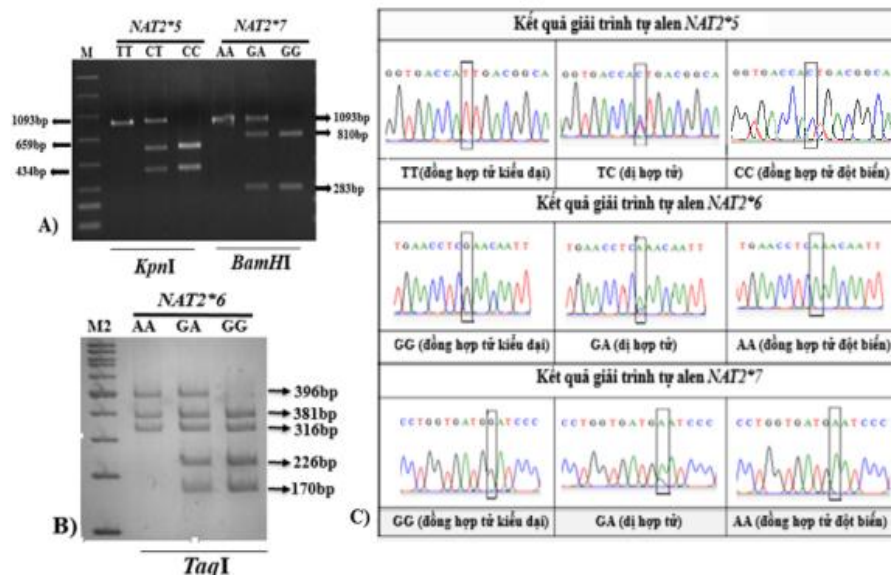 NAT2*5 NAT2*7
M TT CT CC AA GA GG
1093bp
659bp
434bp
1093bp
810bp
283bp
A)
KpnI BamHI
NAT2*6
M2 AA GA GG
396bp
381bp
316bp
226bp
170bp
B)
TaqI
Kết quả giải trình tự alen NAT2*5
GGTGACCATTGACGGCA GGTGACCACTGACGGCA GGTGACCACTGACGGCA
TT(đồng hợp tử kiểu dại) TC (dị hợp tử) CC (đồng hợp tử đột biến)
Kết quả giải trình tự alen NAT2*6
TGAACCTCGAACAATT TGAACCTCAAACAATT TGAACCTCAAACAATT
GG (đồng hợp tử kiểu dại) GA (dị hợp tử) AA (đồng hợp tử đột biến)
Kết quả giải trình tự alen NAT2*7
CCTGGTGATGGATCCC CCTGGTGATGAATCCC CCTGGTGATGAATCCC
GG (đồng hợp tử kiểu dại) GA (dị hợp tử) AA (đồng hợp tử đột biến)
C)